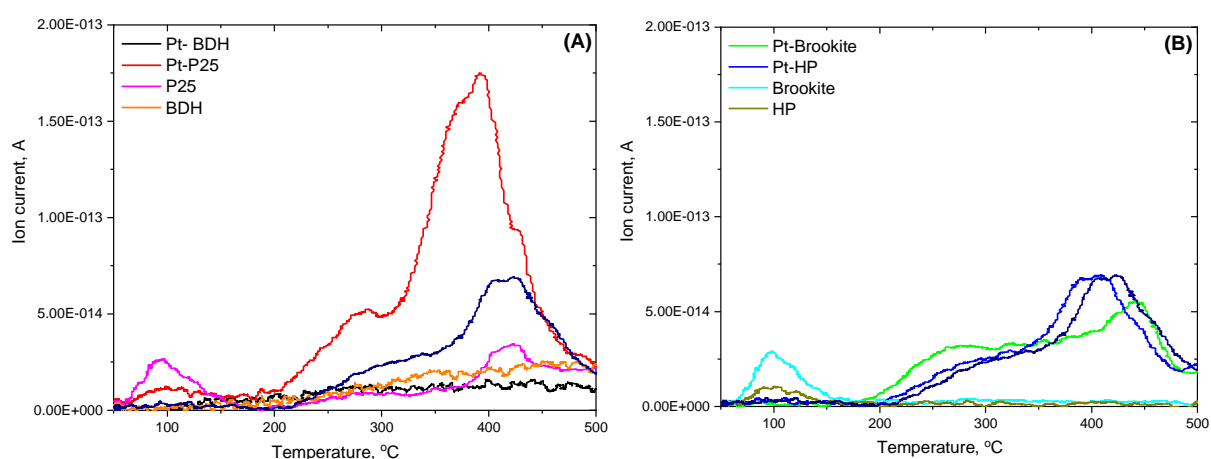 2.00E-013
(A)
Pt- BDH
Pt-P25
P25
BDH
1.50E-013
1.00E-013
5.00E-014
0.00E+000
Ion current, A
100
200
300
400
500
Temperature, °C
2.00E-013
(B)
Pt-Brookite
Pt-HP
Brookite
HP
1.50E-013
1.00E-013
5.00E-014
0.00E+000
Ion current, A
100
200
300
400
500
Temperature, °C